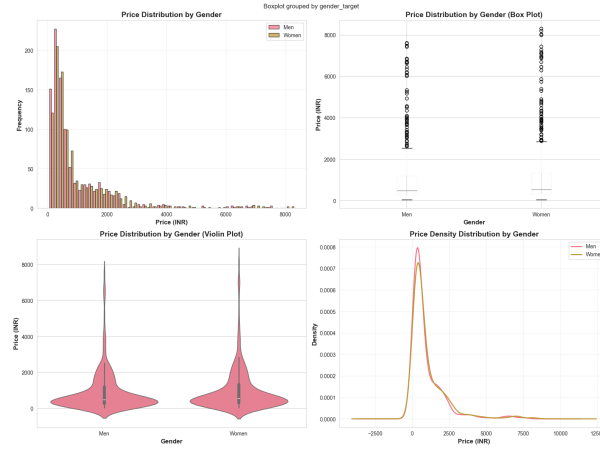 Boxplot grouped by gender_target
Price Distribution by Gender
Men
Women
Frequency
200
150
100
50
0
0
2000
4000
6000
8000
Price (INR)
Price Distribution by Gender (Box Plot)
Price (INR)
8000
6000
4000
2000
0
Men
Women
Gender
Price Distribution by Gender (Violin Plot)
Price (INR)
8000
6000
4000
2000
0
Men
Women
Gender
Price Density Distribution by Gender
Men
Women
Density
0.0008
0.0007
0.0006
0.0005
0.0004
0.0003
0.0002
0.0001
0.0000
−2500
0
2500
5000
7500
10000
Price (INR)